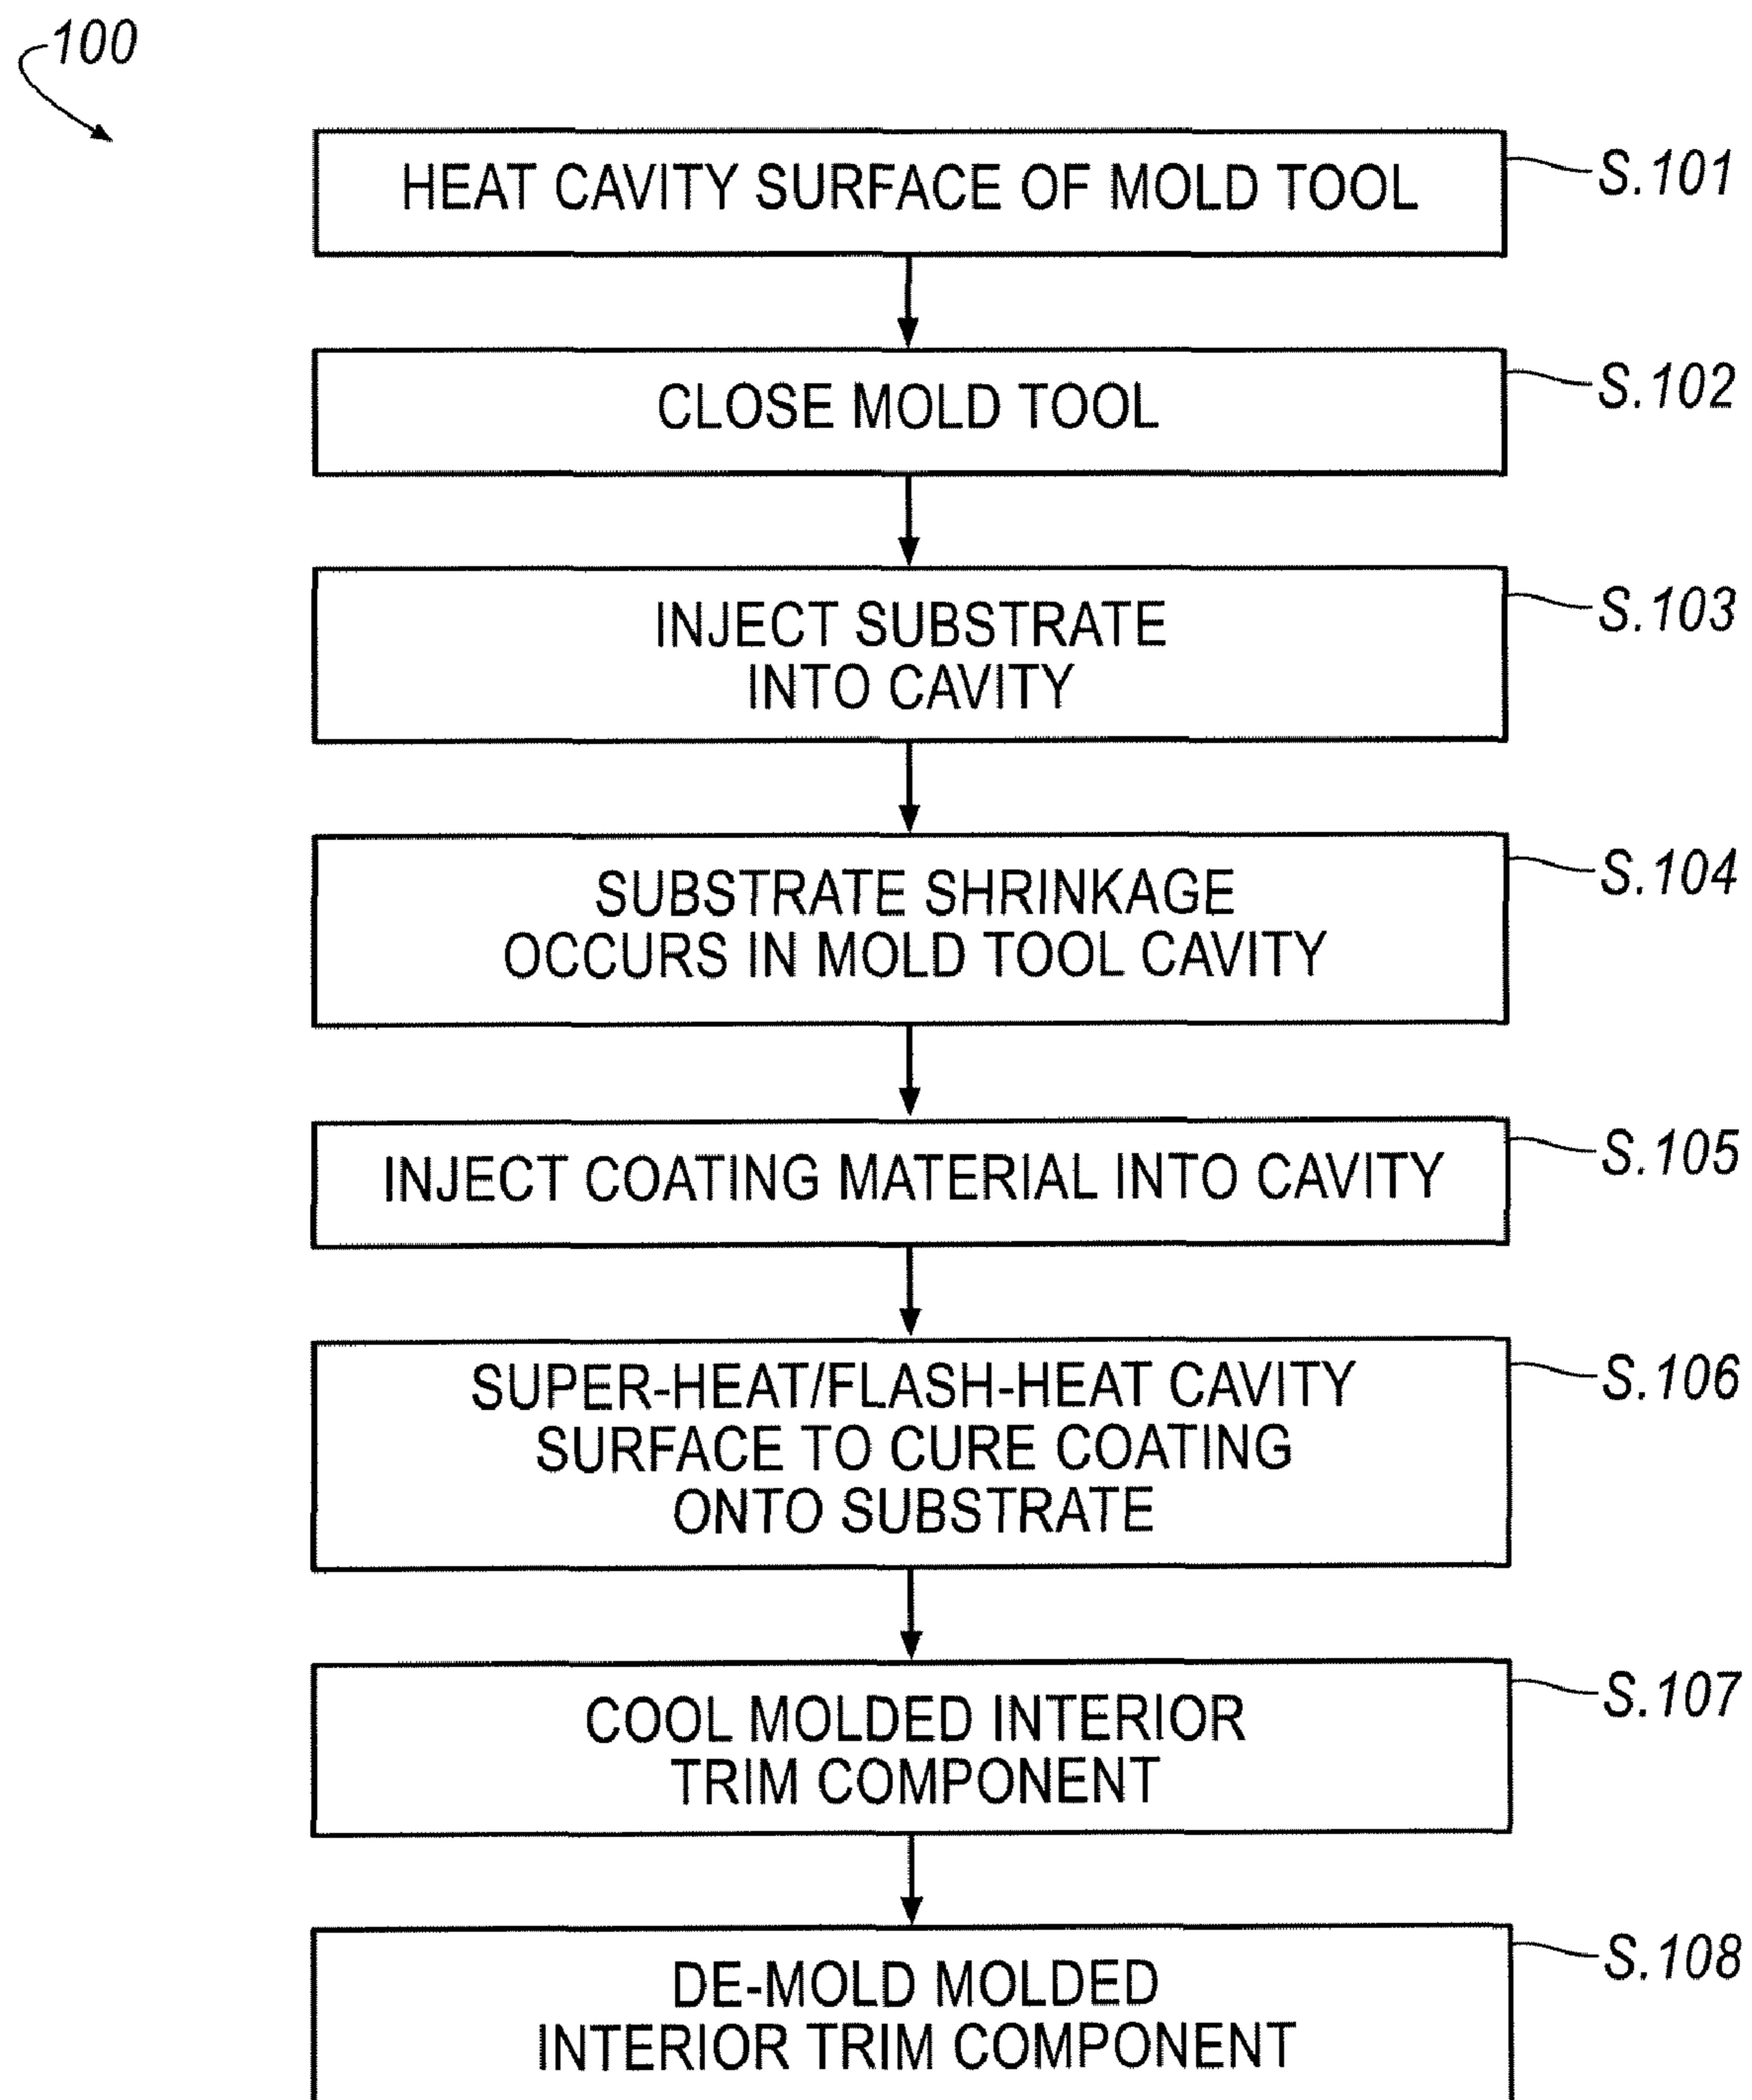 100
HEAT CAVITY SURFACE OF MOLD TOOL
S.101
CLOSE MOLD TOOL
S.102
INJECT SUBSTRATE
INTO CAVITY
S.103
SUBSTRATE SHRINKAGE
OCCURS IN MOLD TOOL CAVITY
S.104
INJECT COATING MATERIAL INTO CAVITY
S.105
SUPER-HEAT/FLASH-HEAT CAVITY
SURFACE TO CURE COATING
ONTO SUBSTRATE
S.106
COOL MOLDED INTERIOR
TRIM COMPONENT
S.107
DE-MOLD MOLDED
INTERIOR TRIM COMPONENT
S.108